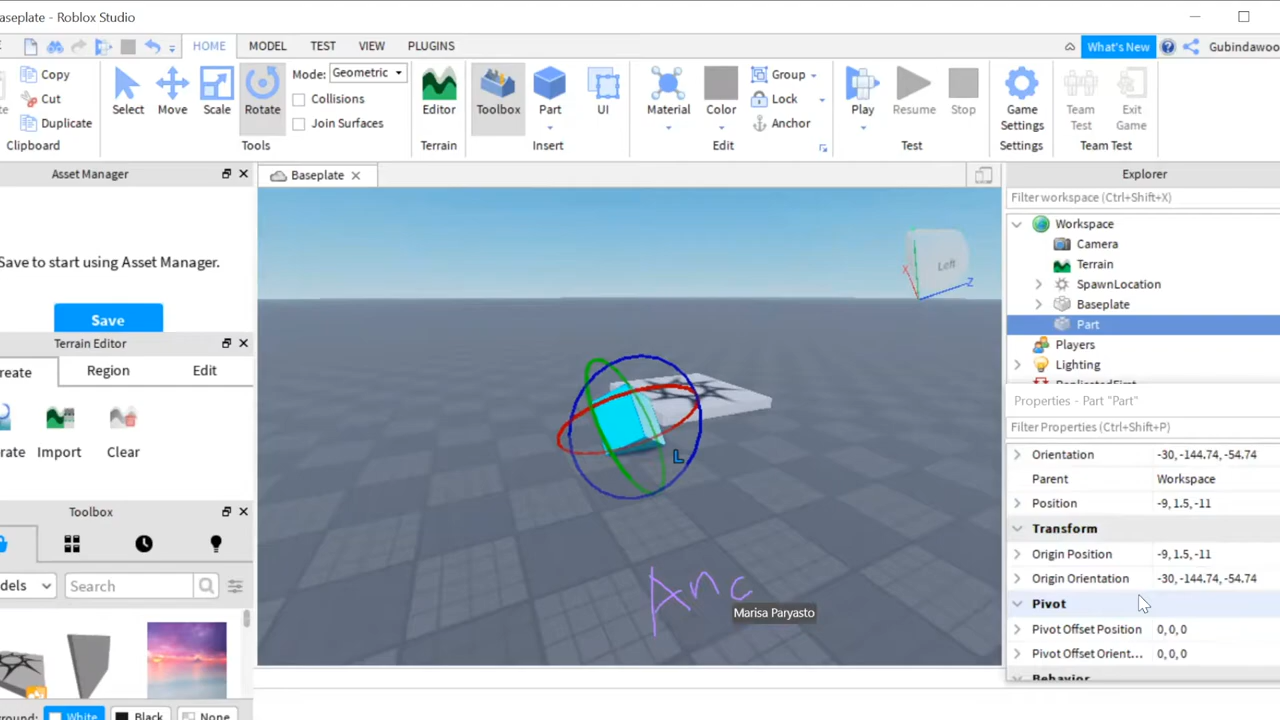 aseplate - Roblox Studio
HOME MODEL TEST VIEW PLUGINS What's New Gubindawoo
Copy
Cut
Duplicate
Clipboard
Select Move Scale Rotate
Mode: Geometric
Collisions
Join Surfaces
Tools
Editor
Terrain
Toolbox Part UI
Insert
Material Color
Group
Lock
Anchor
Edit
Play Resume Stop
Test
Game
Settings
Settings
Team
Test
Exit
Game
Team Test
Asset Manager
Save to start using Asset Manager.
Save
Terrain Editor
reate Region Edit
rate Import Clear
Toolbox
dels Search
round: White Black None
Baseplate
Left
X
Z
L
Anc
Marisa Paryasto
Explorer
Filter workspace (Ctrl+Shift+X)
Workspace
Camera
Terrain
SpawnLocation
Baseplate
Part
Players
Lighting
ReplicatedFirst
Properties - Part "Part"
Filter Properties (Ctrl+Shift+P)
Orientation -30, -144.74, -54.74
Parent Workspace
Position -9, 1.5, -11
Transform
Origin Position -9, 1.5, -11
Origin Orientation -30, -144.74, -54.74
Pivot
Pivot Offset Position 0, 0, 0
Pivot Offset Orient... 0, 0, 0
Behavior